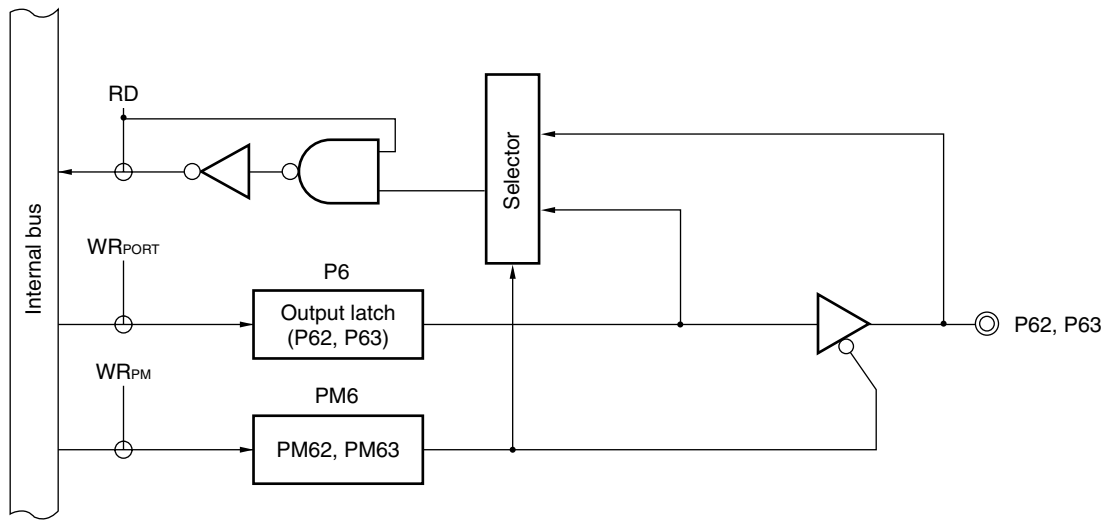 RD
Selector
Internal bus
WRPORT
P6
Output latch
(P62, P63)
P62, P63
WRPM
PM6
PM62, PM63